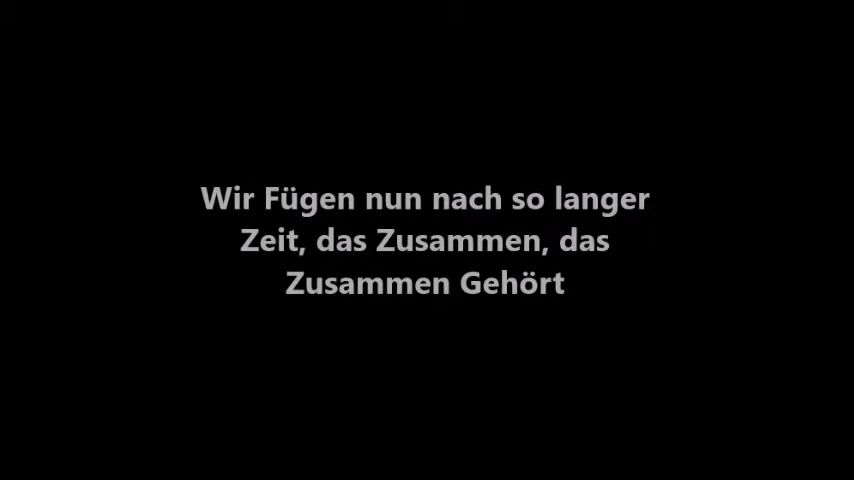 Wir Fügen nun nach so langer
Zeit, das Zusammen, das
Zusammen Gehört